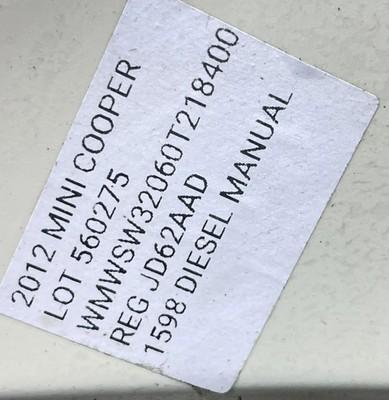 2012 MINI COOPER
LOT 560275
WMWSW32060T218400
REG JD62AAD
1598 DIESEL MANUAL